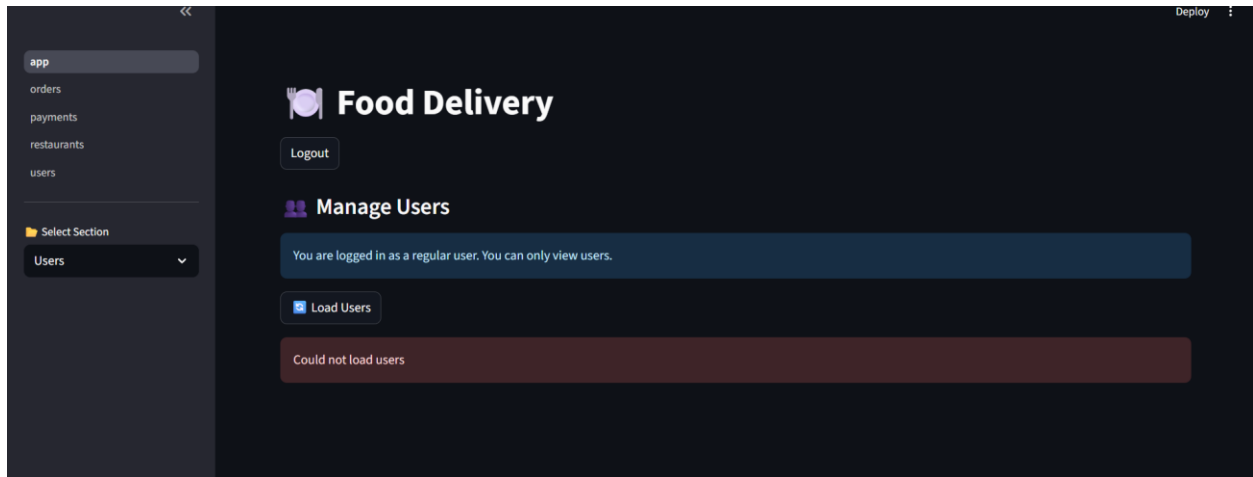 Deploy
app
orders
payments
restaurants
users
Select Section
Users
Food Delivery
Logout
Manage Users
You are logged in as a regular user. You can only view users.
Load Users
Could not load users